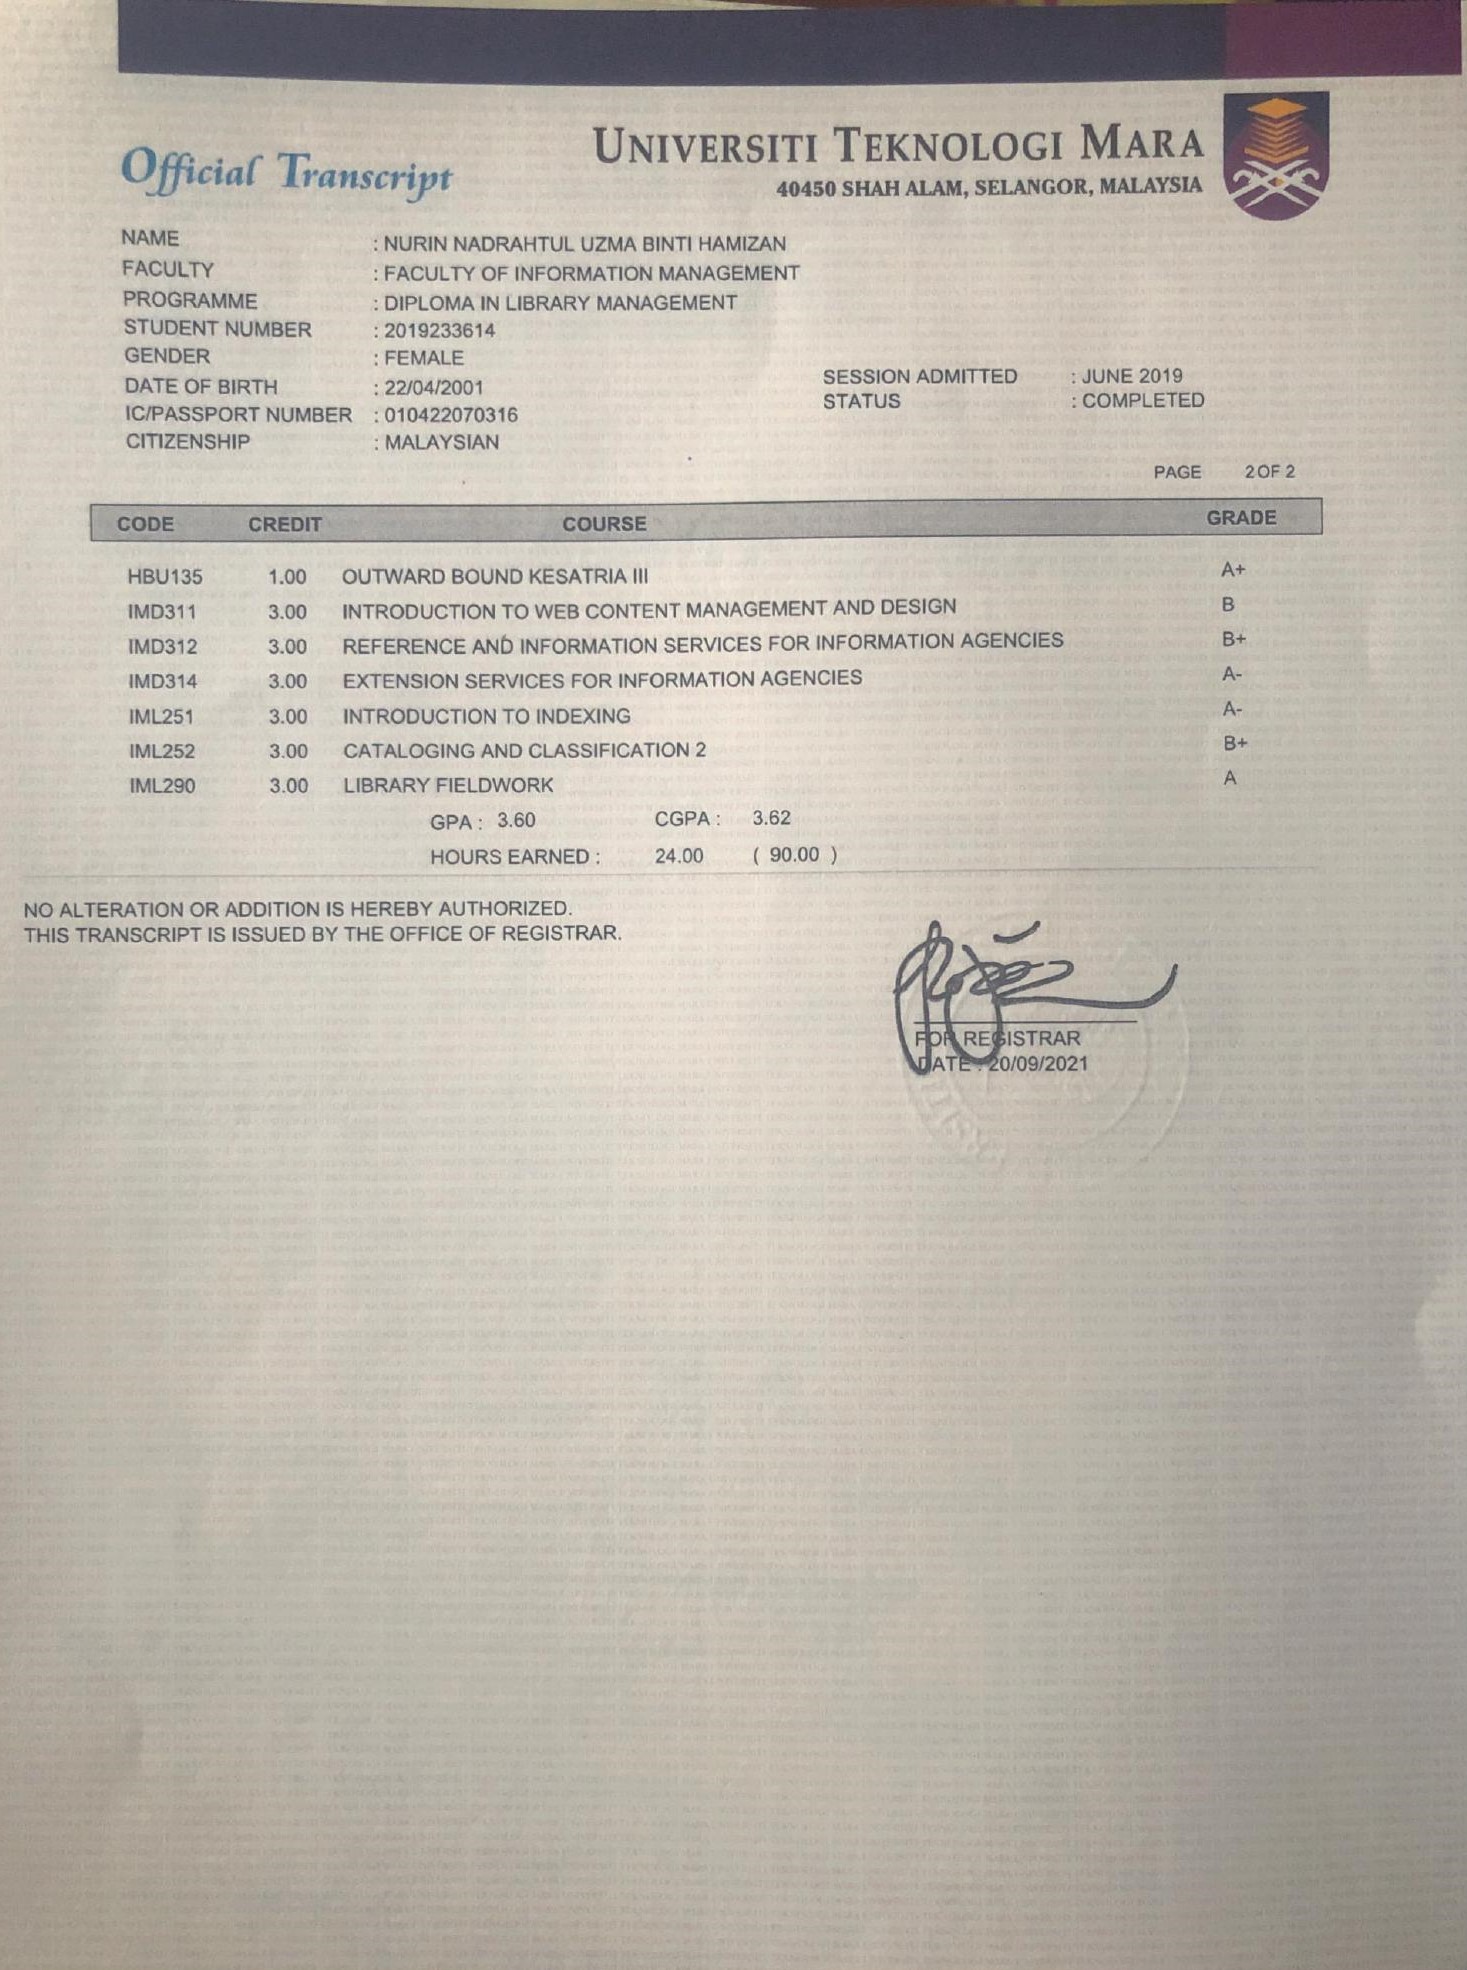 Official Transcript
UNIVERSITI TEKNOLOGI MARA
40450 SHAH ALAM, SELANGOR, MALAYSIA
NAME : NURIN NADRAHTUL UZMA BINTI HAMIZAN
FACULTY : FACULTY OF INFORMATION MANAGEMENT
PROGRAMME : DIPLOMA IN LIBRARY MANAGEMENT
STUDENT NUMBER : 2019233614
GENDER : FEMALE
DATE OF BIRTH : 22/04/2001 SESSION ADMITTED : JUNE 2019
IC/PASSPORT NUMBER : 010422070316 STATUS : COMPLETED
CITIZENSHIP : MALAYSIAN
PAGE 2 OF 2
CODE CREDIT COURSE GRADE
HBU135 1.00 OUTWARD BOUND KESATRIA III A+
IMD311 3.00 INTRODUCTION TO WEB CONTENT MANAGEMENT AND DESIGN B
IMD312 3.00 REFERENCE AND INFORMATION SERVICES FOR INFORMATION AGENCIES B+
IMD314 3.00 EXTENSION SERVICES FOR INFORMATION AGENCIES A-
IML251 3.00 INTRODUCTION TO INDEXING A-
IML252 3.00 CATALOGING AND CLASSIFICATION 2 B+
IML290 3.00 LIBRARY FIELDWORK A
GPA : 3.60 CGPA : 3.62
HOURS EARNED : 24.00 ( 90.00 )
NO ALTERATION OR ADDITION IS HEREBY AUTHORIZED.
THIS TRANSCRIPT IS ISSUED BY THE OFFICE OF REGISTRAR.
FOR REGISTRAR
DATE : 20/09/2021